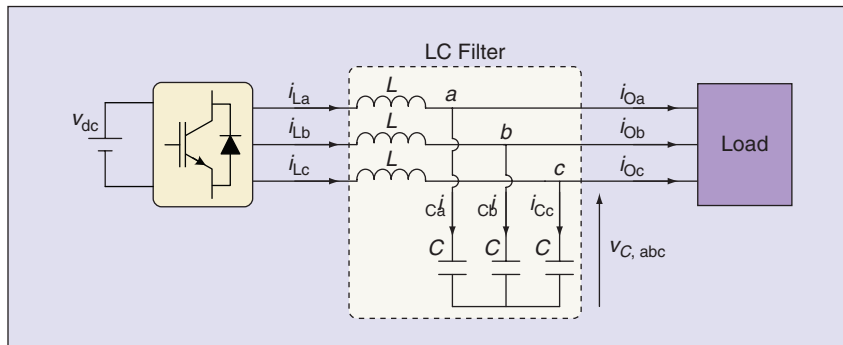 LC Filter
v_dc
i_La L a i_Oa
i_Lb L b i_Ob
i_Lc L c i_Oc
Load
i_Ca i_Cb i_Cc
C C C
v_C, abc